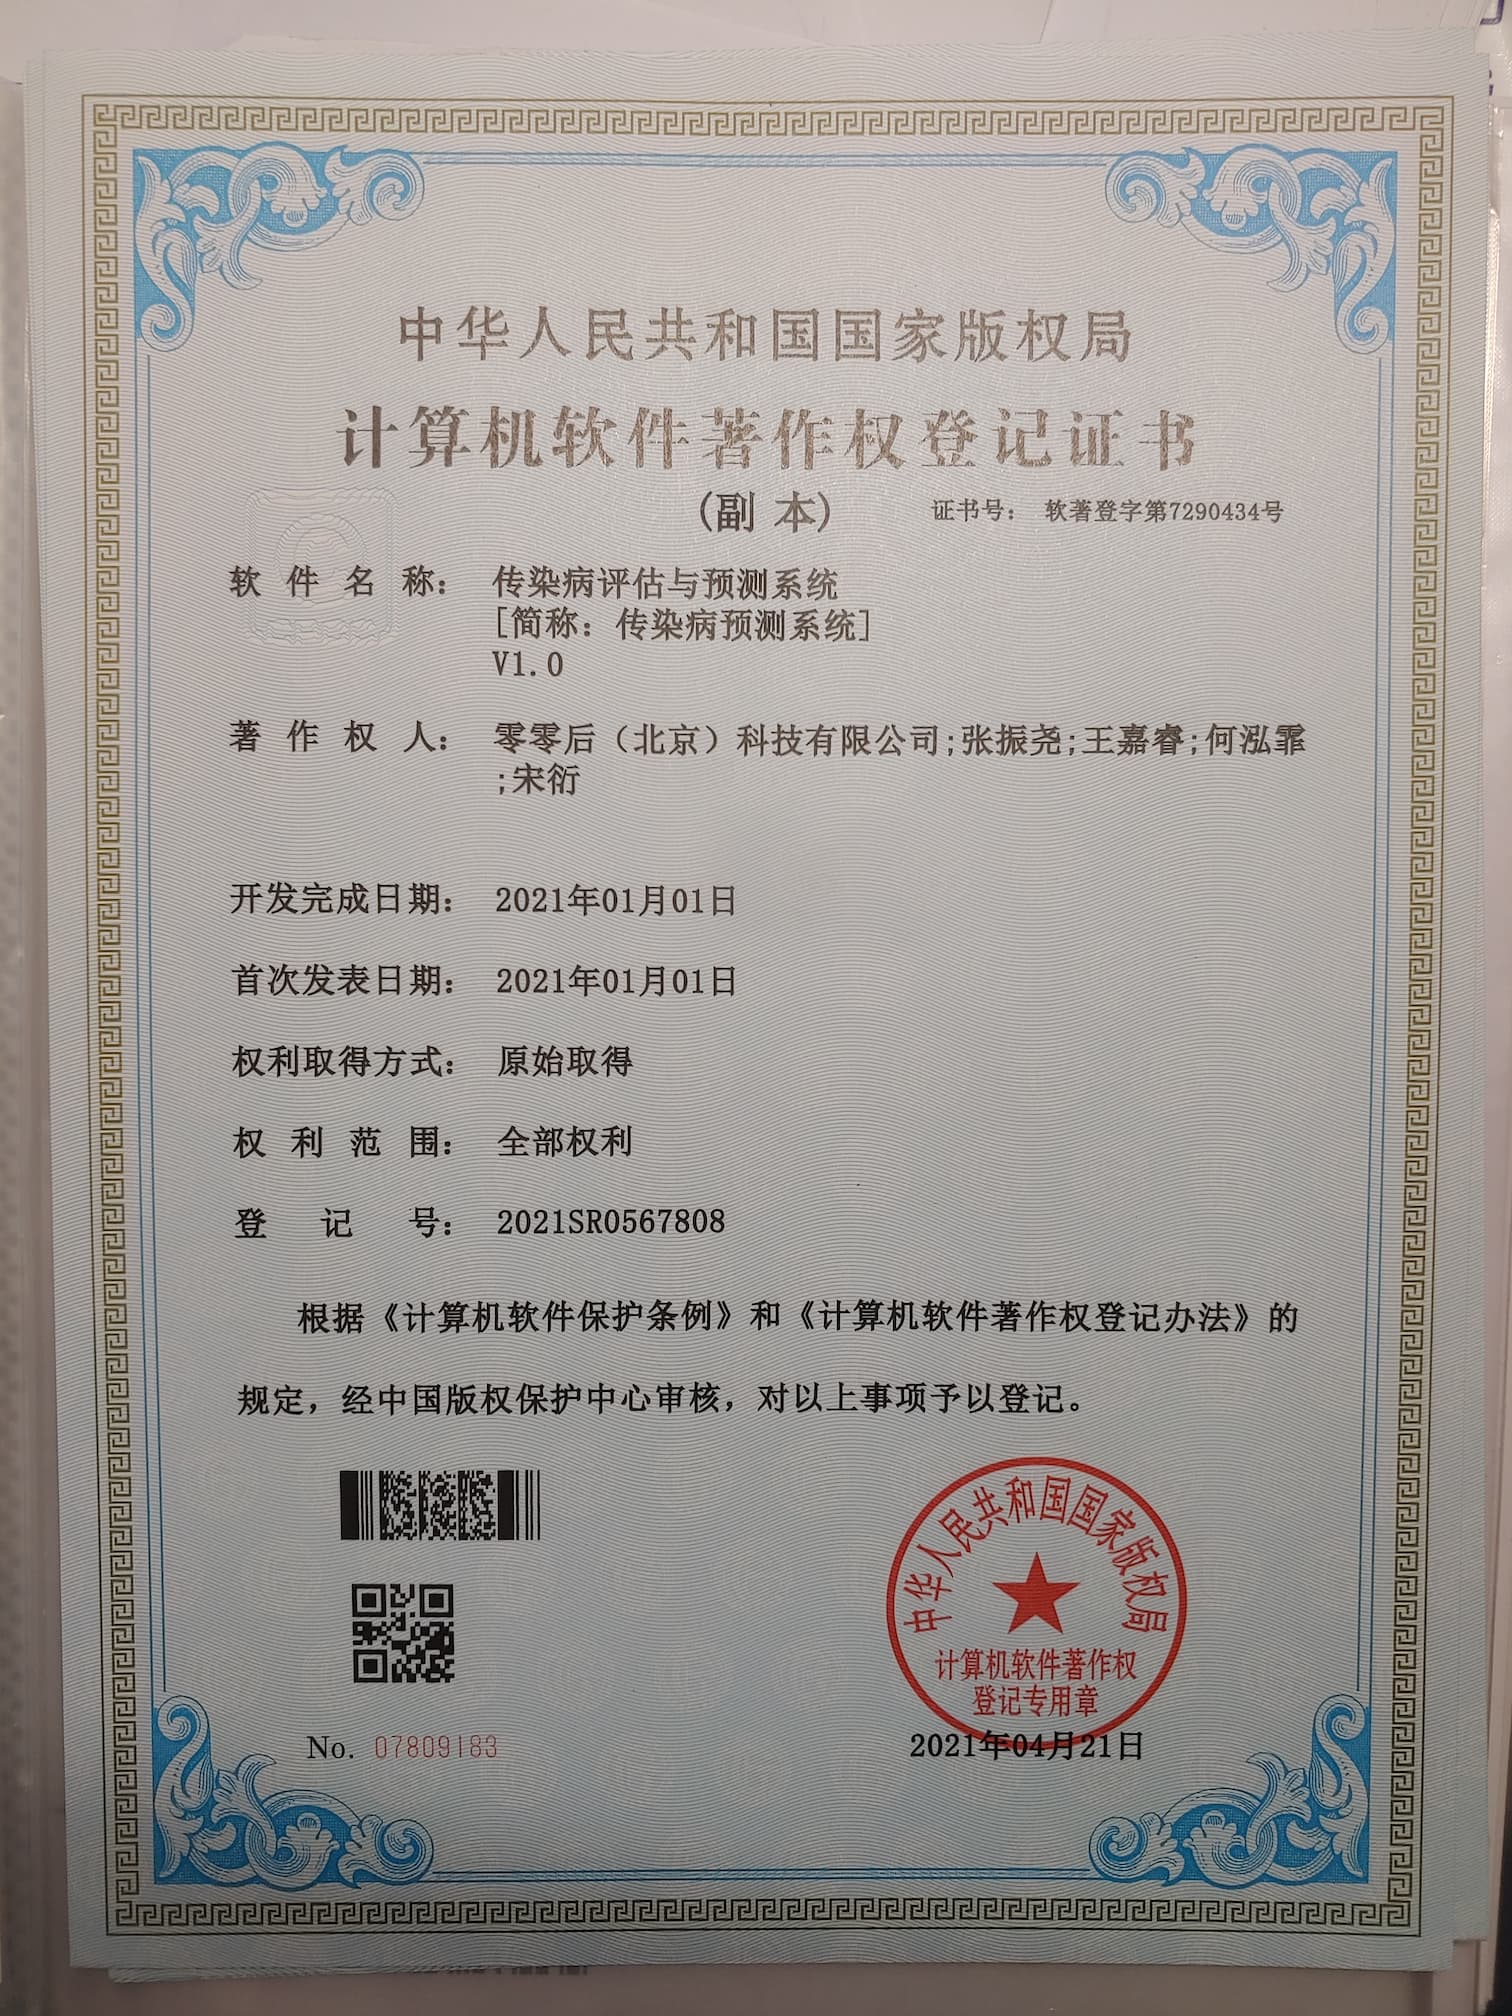 中华人民共和国国家版权局
计算机软件著作权登记证书
(副 本)
证书号： 软著登字第7290434号
软 件 名 称： 传染病评估与预测系统
[简称：传染病预测系统]
V1.0
著 作 权 人： 零零后（北京）科技有限公司;张振尧;王嘉睿;何泓霏
;宋衍
开发完成日期： 2021年01月01日
首次发表日期： 2021年01月01日
权利取得方式： 原始取得
权 利 范 围： 全部权利
登 记 号： 2021SR0567808
根据《计算机软件保护条例》和《计算机软件著作权登记办法》的
规定，经中国版权保护中心审核，对以上事项予以登记。
中华人民共和国国家版权局
计算机软件著作权
登记专用章
No. 07809183
2021年04月21日